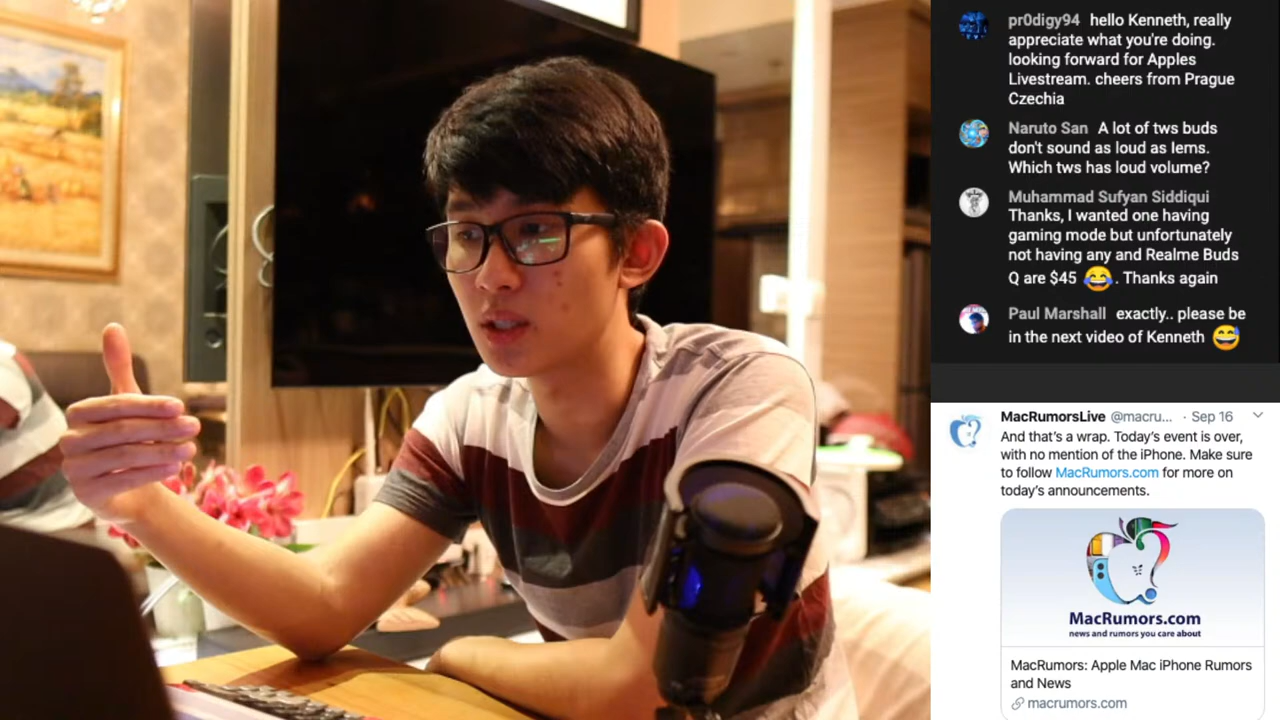 pr0digy94 hello Kenneth, really
appreciate what you're doing.
looking forward for Apples
Livestream. cheers from Prague
Czechia
Naruto San A lot of tws buds
don't sound as loud as Iems.
Which tws has loud volume?
Muhammad Sufyan Siddiqui
Thanks, I wanted one having
gaming mode but unfortunately
not having any and Realme Buds
Q are $45 😂. Thanks again
Paul Marshall exactly.. please be
in the next video of Kenneth 😅
MacRumorsLive @macru... · Sep 16
And that's a wrap. Today's event is over,
with no mention of the iPhone. Make sure
to follow MacRumors.com for more on
today's announcements.
MacRumors.com
news and rumors you care about
MacRumors: Apple Mac iPhone Rumors
and News
macrumors.com